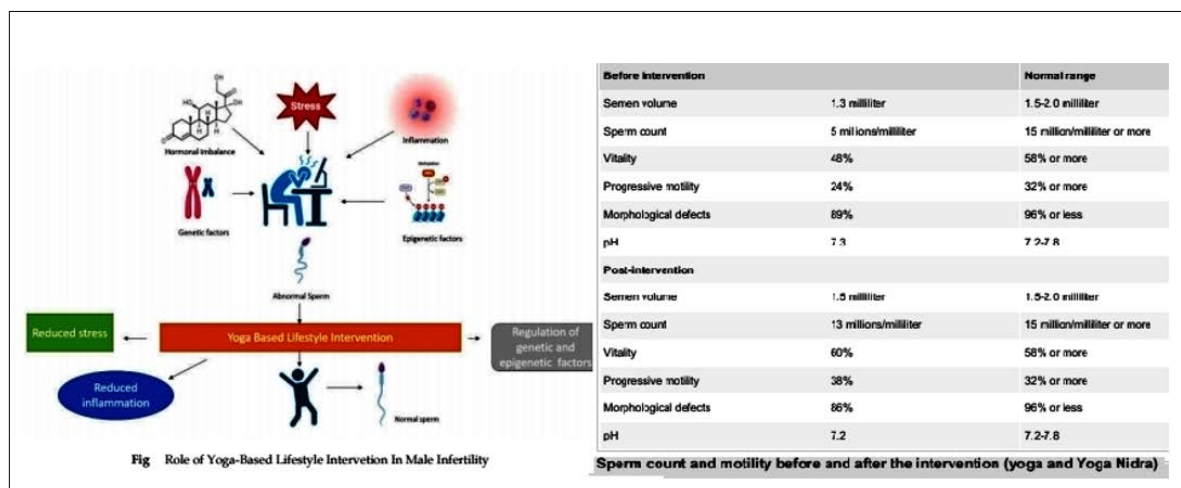 OH
HO
OH
H
H
H
O
Hormonal Imbalance
Stress
Inflammation
Genetic factors
Epigenetic factors
Abnormal Sperm
Reduced stress
Yoga Based Lifestyle Intervention
Regulation of
genetic and
epigenetic factors
Reduced
inflammation
Normal sperm
Fig Role of Yoga-Based Lifestyle Intervetion In Male Infertility
Before Intervention Normal range
Semen volume 1.3 milliliter 1.5-2.0 milliliter
Sperm count 5 millions/milliliter 15 million/milliliter or more
Vitality 48% 58% or more
Progressive motility 24% 32% or more
Morphological defects 89% 96% or less
pH 7.3 7.2-7.8
Post-intervention
Semen volume 1.5 milliliter 1.5-2.0 milliliter
Sperm count 13 millions/milliliter 15 million/milliliter or more
Vitality 60% 58% or more
Progressive motility 38% 32% or more
Morphological defects 86% 96% or less
pH 7.2 7.2-7.8
Sperm count and motility before and after the intervention (yoga and Yoga Nidra)